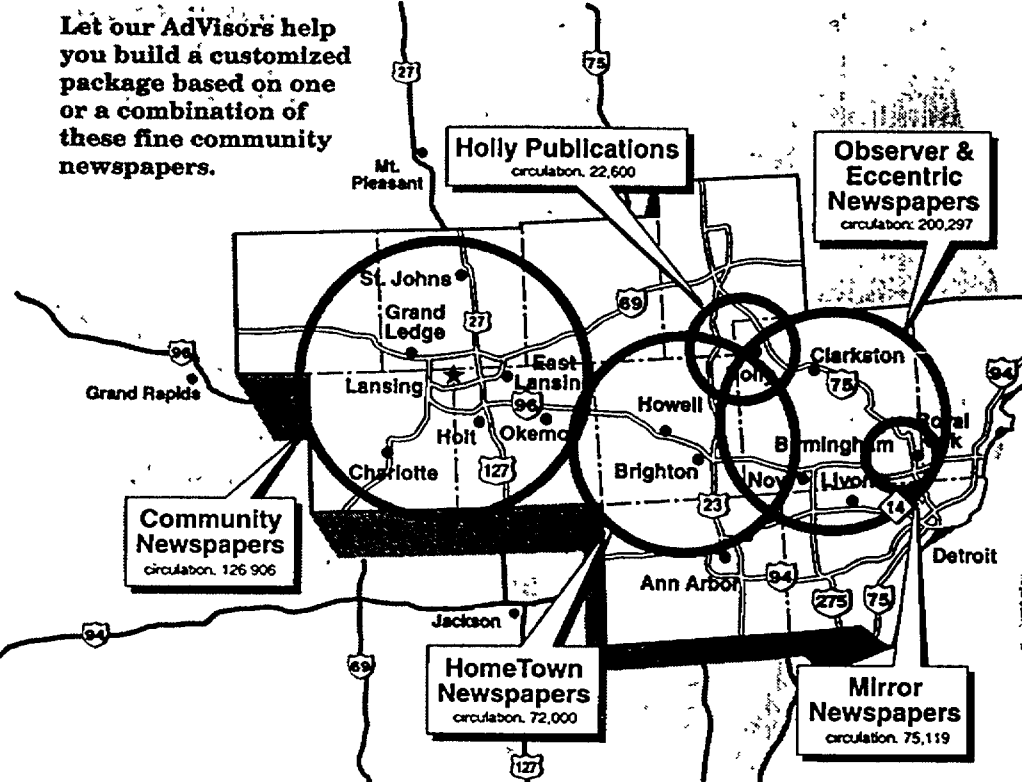 Let our AdVisors help
you build a customized
package based on one
or a combination of
these fine community
newspapers.
27
75
Mt.
Pleasant
Holly Publications
circulation. 22,600
Observer &
Eccentric
Newspapers
circulation: 200,297
St. Johns
69
Grand
Ledge
27
96
Grand Rapids
Lansing
East
Lansin
Clarkston
75
94
Howell
96
Holt
Okemo
Birmingham
Charlotte
127
Brighton
23
14
Community
Newspapers
circulation. 126 906
Detroit
Ann Arbor
94
275
75
Jackson
94
69
HomeTown
Newspapers
circulation. 72,000
Mirror
Newspapers
circulation. 75,119
127